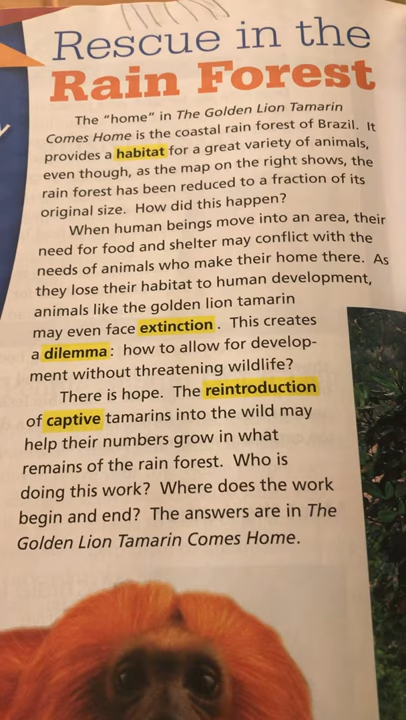 Rescue in the
Rain Forest
The "home" in The Golden Lion Tamarin
Comes Home is the coastal rain forest of Brazil. It
provides a habitat for a great variety of animals,
even though, as the map on the right shows, the
rain forest has been reduced to a fraction of its
original size. How did this happen?
When human beings move into an area, their
need for food and shelter may conflict with the
needs of animals who make their home there. As
they lose their habitat to human development,
animals like the golden lion tamarin
may even face extinction. This creates
a dilemma: how to allow for develop-
ment without threatening wildlife?
There is hope. The reintroduction
of captive tamarins into the wild may
help their numbers grow in what
remains of the rain forest. Who is
doing this work? Where does the work
begin and end? The answers are in The
Golden Lion Tamarin Comes Home.